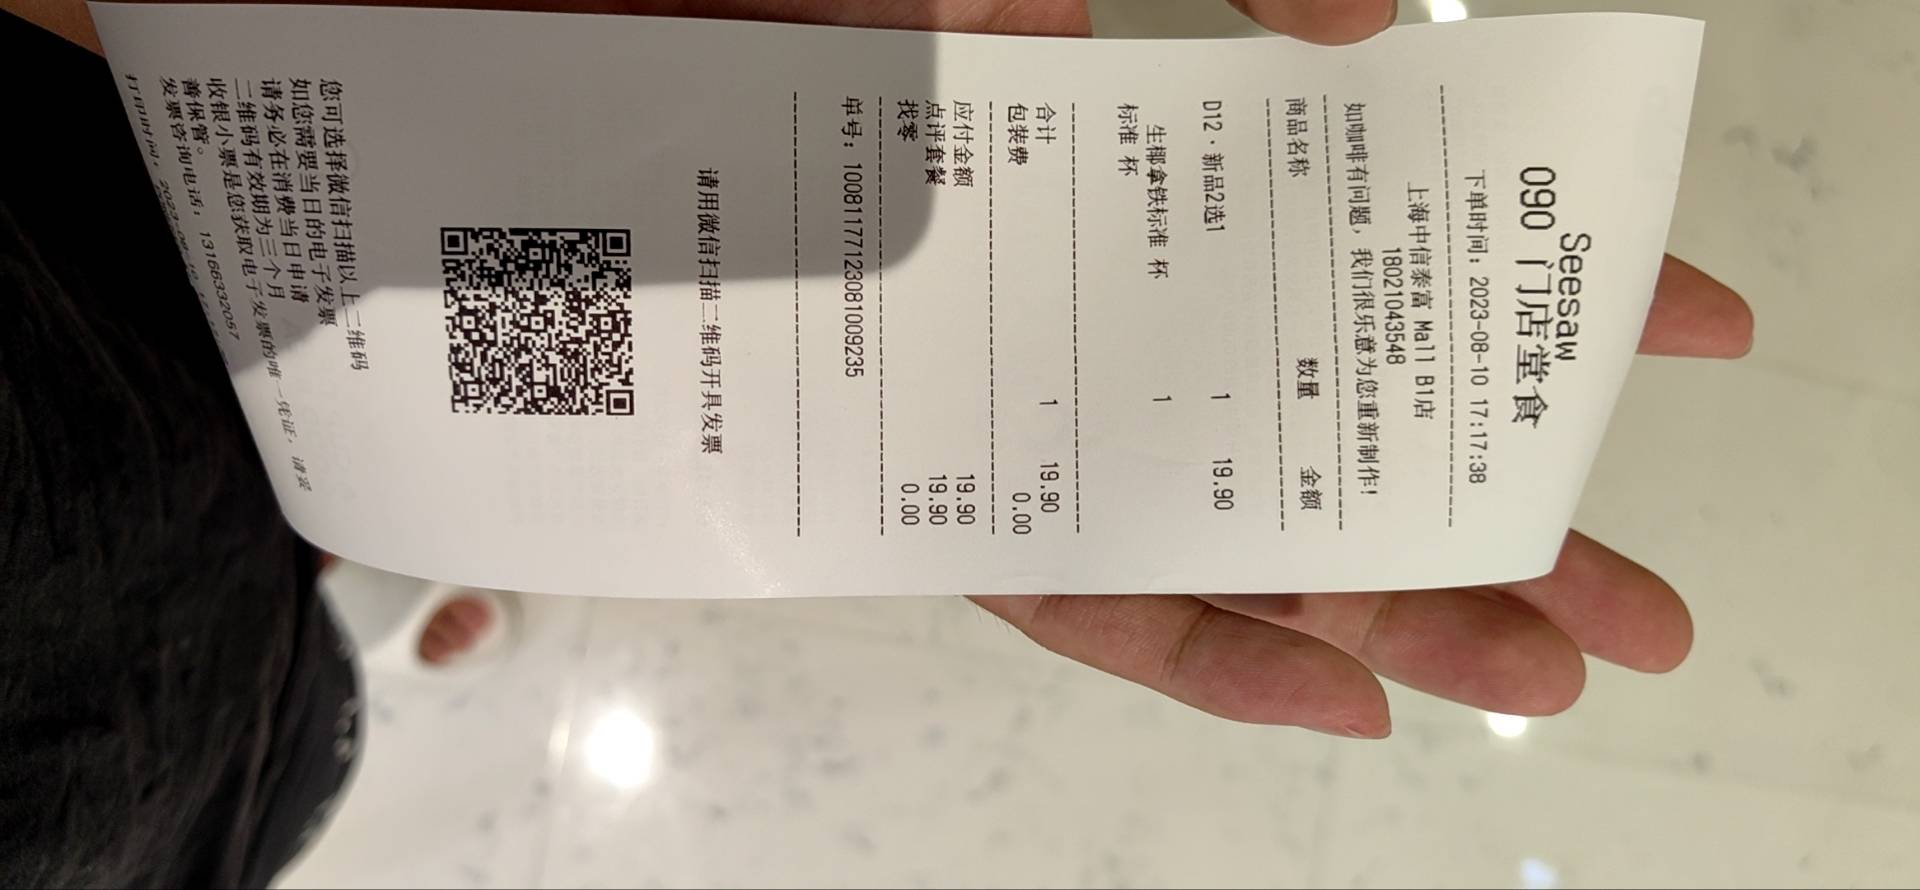 Seesaw
090 门店堂食
下单时间：2023-08-10 17:17:38
上海中信泰富 Mall B1店
18021043548
如咖啡有问题，我们很乐意为您重新制作！
商品名称 数量 金额
D12·新品2选1 1 19.90
生椰拿铁标准 杯 1
标准 杯
合计 1 19.90
包装费 0.00
应付金额 19.90
点评套餐 19.90
找零 0.00
单号：10081177123081009235
请用微信扫描二维码开具发票
您可选择微信扫描以上二维码
如您需要当日的电子发票
请务必在消费当日申请
二维码有效期为三个月
收银小票是您获取电子发票的唯一凭证，请妥
善保管。
发票咨询电话：13166332057
打印时间：